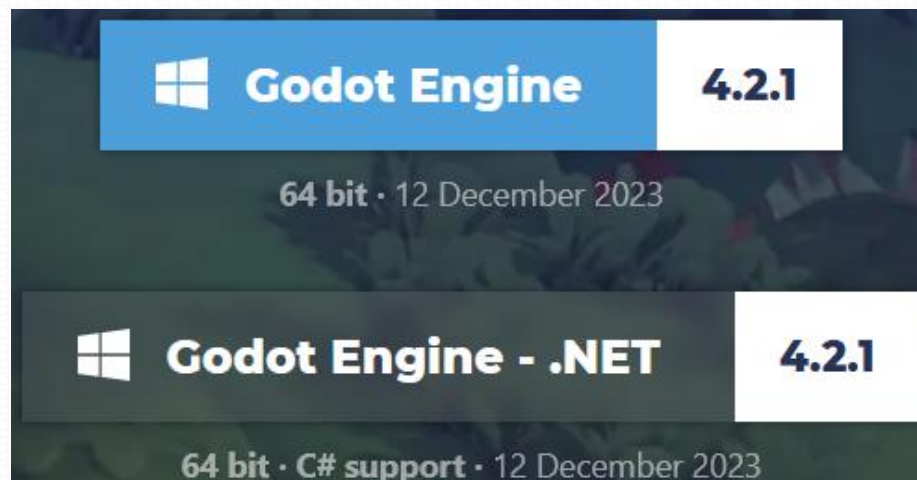 Godot Engine 4.2.1
64 bit · 12 December 2023
Godot Engine - .NET 4.2.1
64 bit · C# support · 12 December 2023